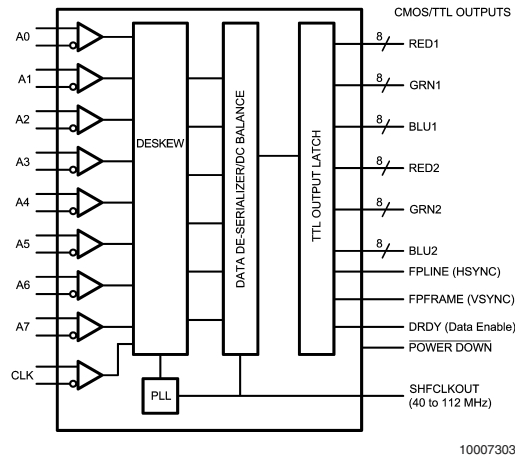 CMOS/TTL OUTPUTS
A0
A1
A2
A3
A4
A5
A6
A7
CLK
DESKEW
DATA DE-SERIALIZER/DC BALANCE
TTL OUTPUT LATCH
PLL
8
RED1
8
GRN1
8
BLU1
8
RED2
8
GRN2
8
BLU2
FPLINE (HSYNC)
FPFRAME (VSYNC)
DRDY (Data Enable)
POWER DOWN
SHFCLKOUT
(40 to 112 MHz)
10007303